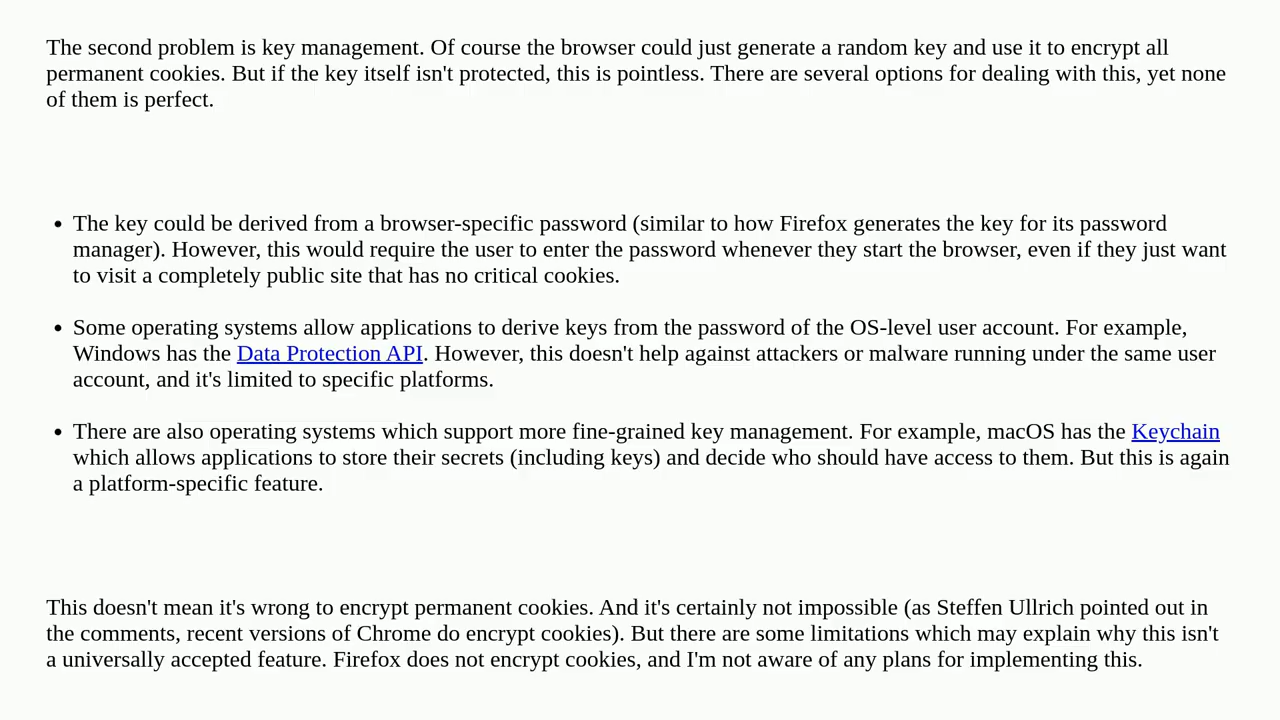 The second problem is key management. Of course the browser could just generate a random key and use it to encrypt all
permanent cookies. But if the key itself isn't protected, this is pointless. There are several options for dealing with this, yet none
of them is perfect.
• The key could be derived from a browser-specific password (similar to how Firefox generates the key for its password
manager). However, this would require the user to enter the password whenever they start the browser, even if they just want
to visit a completely public site that has no critical cookies.
• Some operating systems allow applications to derive keys from the password of the OS-level user account. For example,
Windows has the Data Protection API. However, this doesn't help against attackers or malware running under the same user
account, and it's limited to specific platforms.
• There are also operating systems which support more fine-grained key management. For example, macOS has the Keychain
which allows applications to store their secrets (including keys) and decide who should have access to them. But this is again
a platform-specific feature.
This doesn't mean it's wrong to encrypt permanent cookies. And it's certainly not impossible (as Steffen Ullrich pointed out in
the comments, recent versions of Chrome do encrypt cookies). But there are some limitations which may explain why this isn't
a universally accepted feature. Firefox does not encrypt cookies, and I'm not aware of any plans for implementing this.